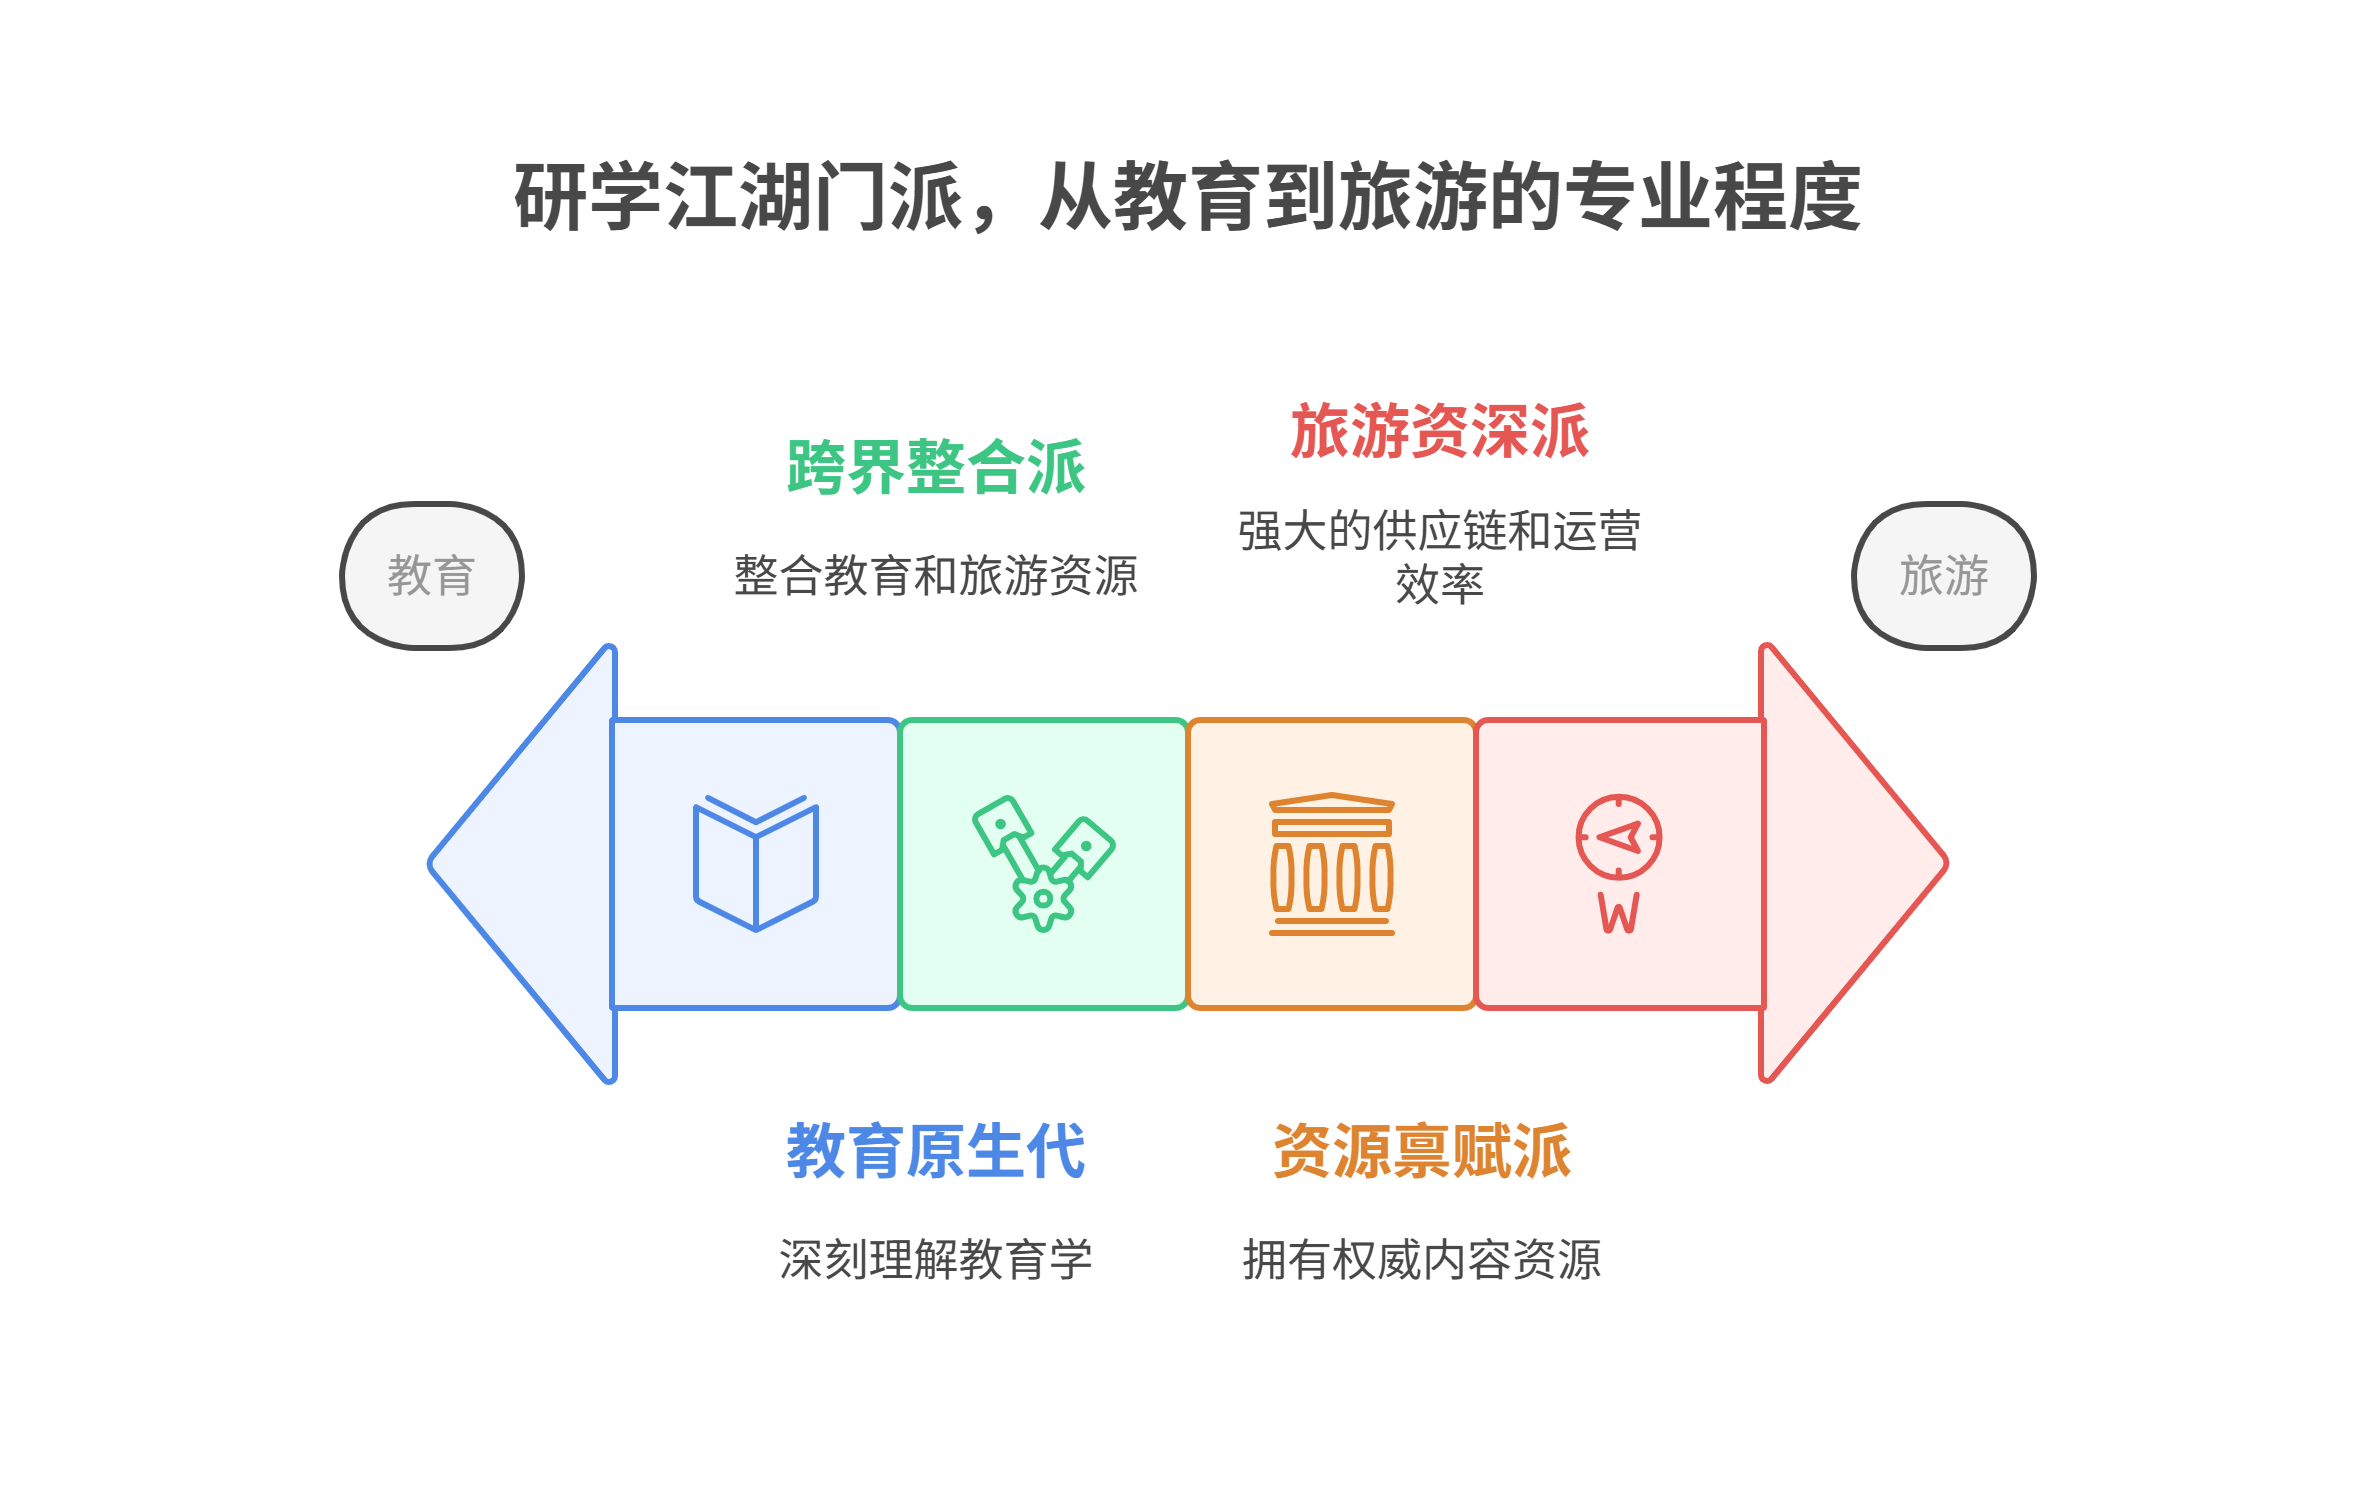 研学江湖门派，从教育到旅游的专业程度
旅游资深派
跨界整合派
强大的供应链和运营
效率
教育
整合教育和旅游资源
旅游
W
教育原生代
资源禀赋派
深刻理解教育学
拥有权威内容资源